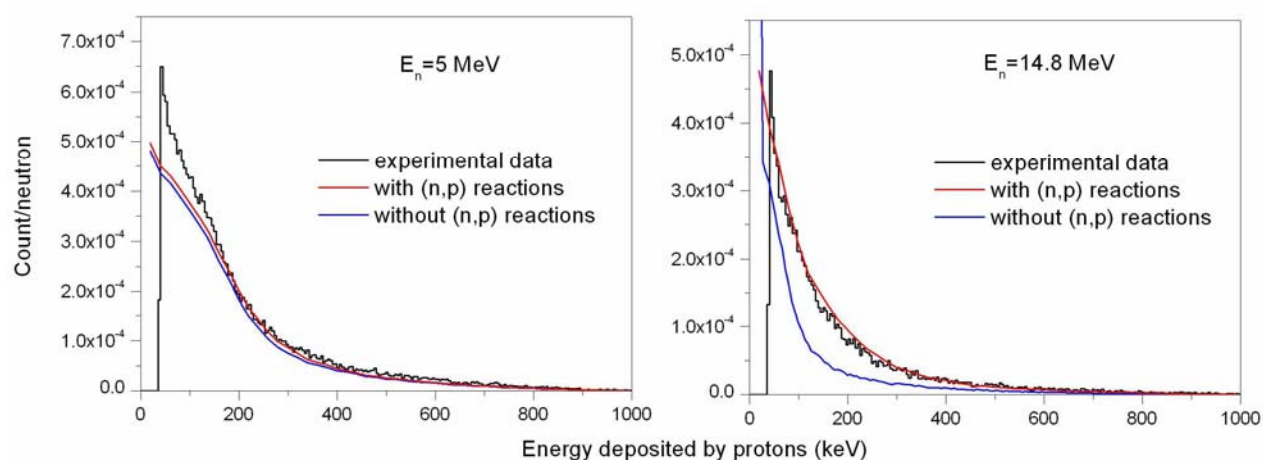 Count/neutron
7.0x10-4
6.0x10-4
5.0x10-4
4.0x10-4
3.0x10-4
2.0x10-4
1.0x10-4
0.0
En=5 MeV
experimental data
with (n,p) reactions
without (n,p) reactions
0 200 400 600 800 1000
5.0x10-4
4.0x10-4
3.0x10-4
2.0x10-4
1.0x10-4
0.0
En=14.8 MeV
experimental data
with (n,p) reactions
without (n,p) reactions
0 200 400 600 800 1000
Energy deposited by protons (keV)